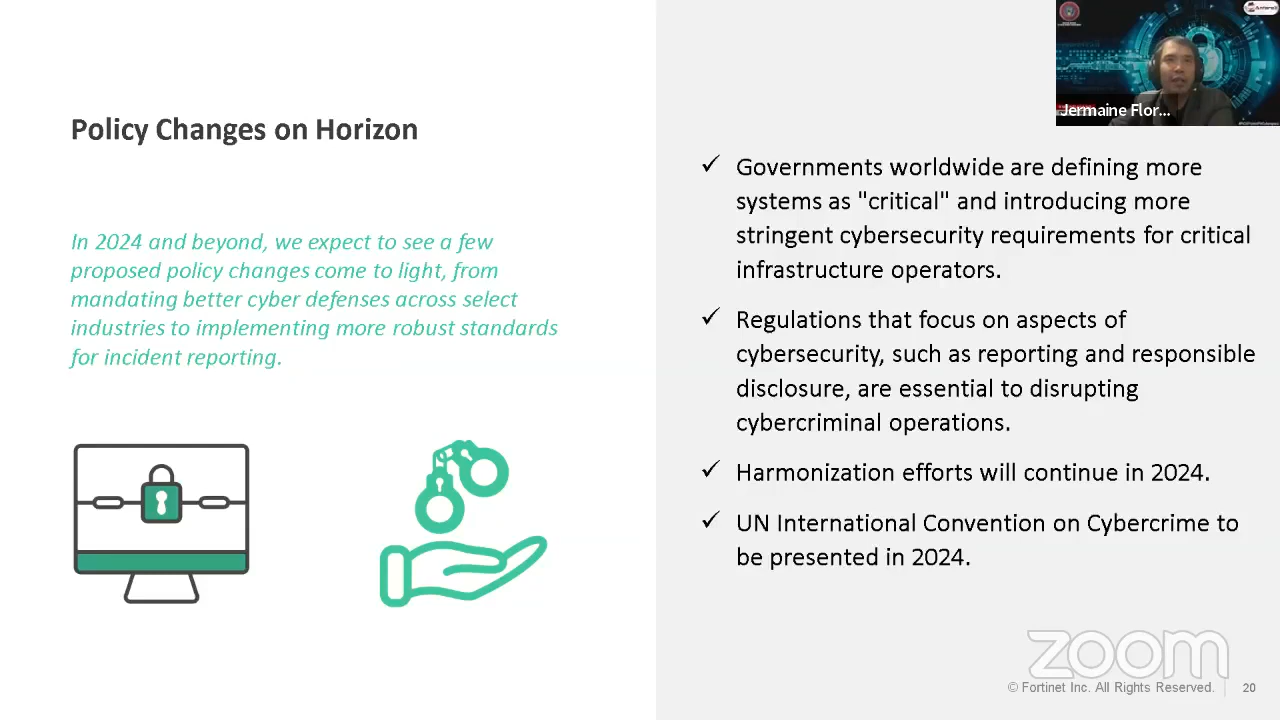 Policy Changes on Horizon
In 2024 and beyond, we expect to see a few
proposed policy changes come to light, from
mandating better cyber defenses across select
industries to implementing more robust standards
for incident reporting.
Jermaine Flor...
✓ Governments worldwide are defining more
systems as "critical" and introducing more
stringent cybersecurity requirements for critical
infrastructure operators.
✓ Regulations that focus on aspects of
cybersecurity, such as reporting and responsible
disclosure, are essential to disrupting
cybercriminal operations.
✓ Harmonization efforts will continue in 2024.
✓ UN International Convention on Cybercrime to
be presented in 2024.
zoom
© Fortinet Inc. All Rights Reserved. 20